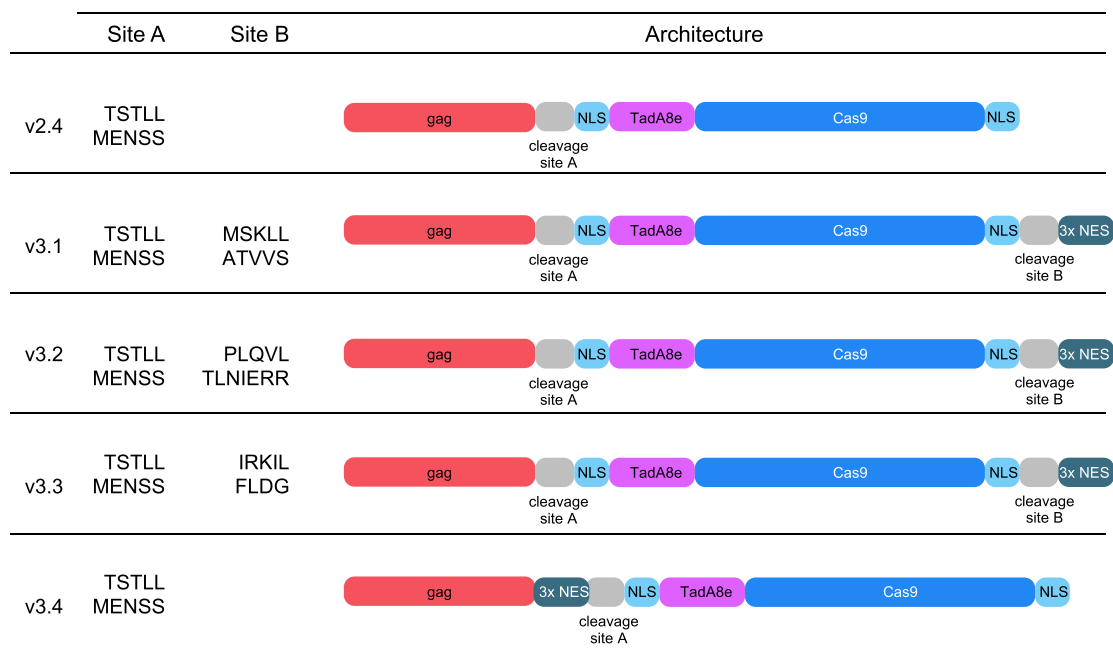 Site A Site B Architecture
v2.4 TSTLL
MENSS
gag NLS TadA8e Cas9 NLS
cleavage
site A
v3.1 TSTLL MSKLL
MENSS ATVVS
gag NLS TadA8e Cas9 NLS 3x NES
cleavage cleavage
site A site B
v3.2 TSTLL PLQVL
MENSS TLNIERR
gag NLS TadA8e Cas9 NLS 3x NES
cleavage cleavage
site A site B
v3.3 TSTLL IRKIL
MENSS FLDG
gag NLS TadA8e Cas9 NLS 3x NES
cleavage cleavage
site A site B
v3.4 TSTLL
MENSS
gag 3x NES NLS TadA8e Cas9 NLS
cleavage
site A